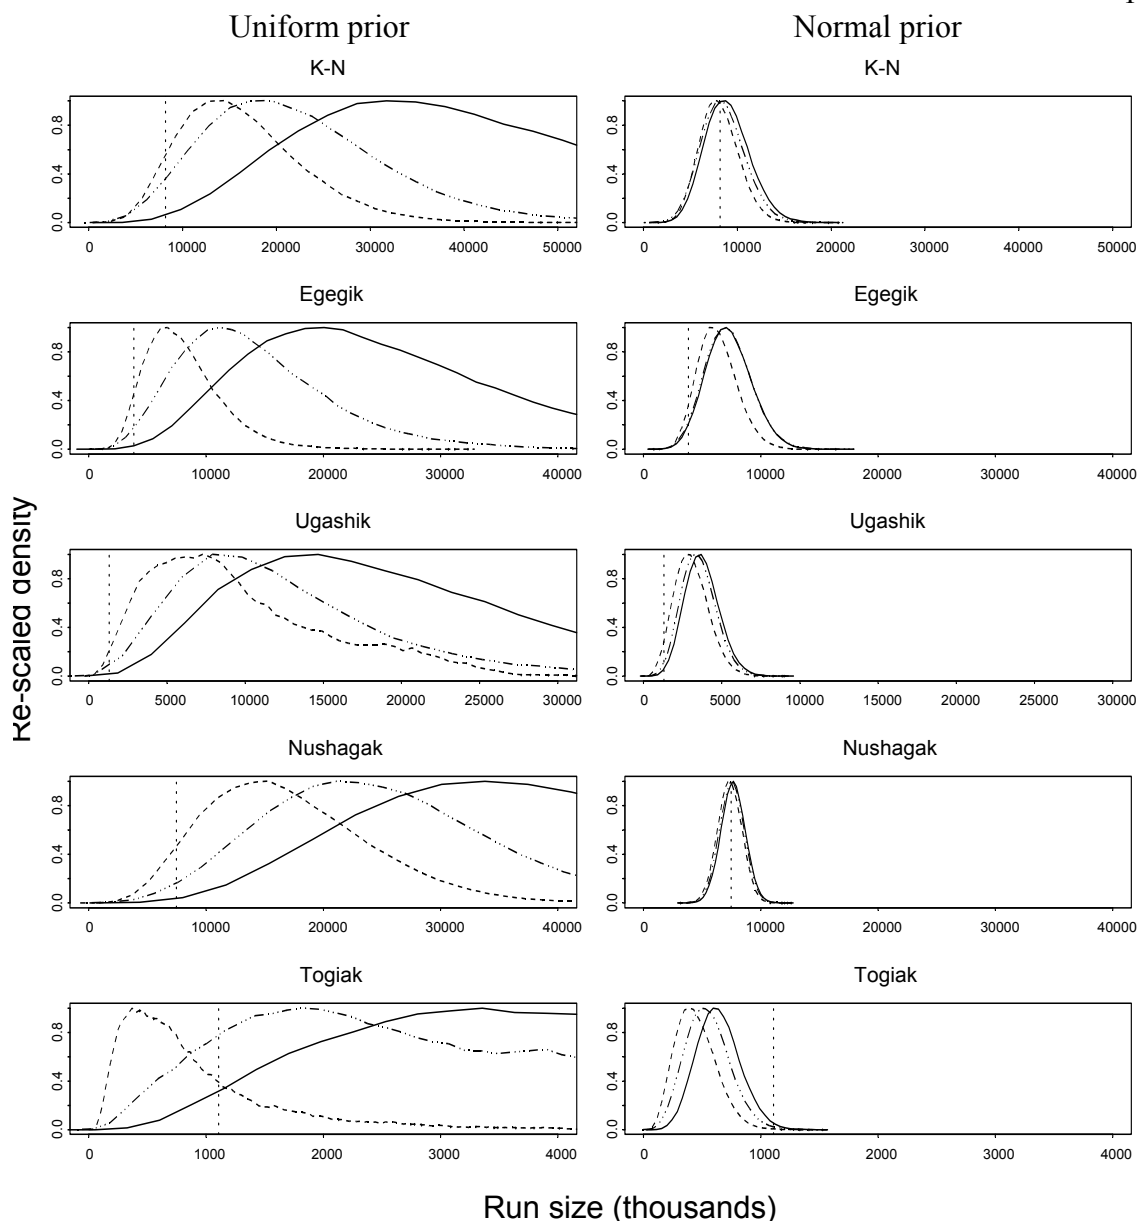 Uniform prior Normal prior
K-N K-N
0.0 0.4 0.8 0.0 0.4 0.8
0 10000 20000 30000 40000 50000 0 10000 20000 30000 40000 50000
Egegik Egegik
0.0 0.4 0.8 0.0 0.4 0.8
0 10000 20000 30000 40000 0 10000 20000 30000 40000
Ugashik Ugashik
0.0 0.4 0.8 0.0 0.4 0.8
0 5000 10000 15000 20000 25000 30000 0 5000 10000 15000 20000 25000 30000
Re-scaled density
Nushagak Nushagak
0.0 0.4 0.8 0.0 0.4 0.8
0 10000 20000 30000 40000 0 10000 20000 30000 40000
Togiak Togiak
0.0 0.4 0.8 0.0 0.4 0.8
0 1000 2000 3000 4000 0 1000 2000 3000 4000
Run size (thousands)